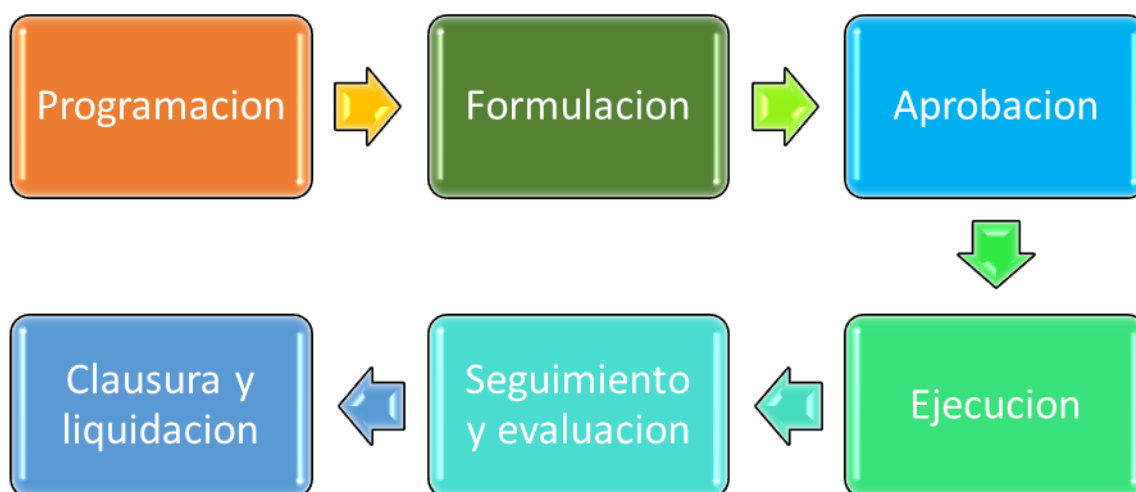 Programacion
Formulacion
Aprobacion
Ejecucion
Seguimiento
y evaluacion
Clausura y
liquidacion